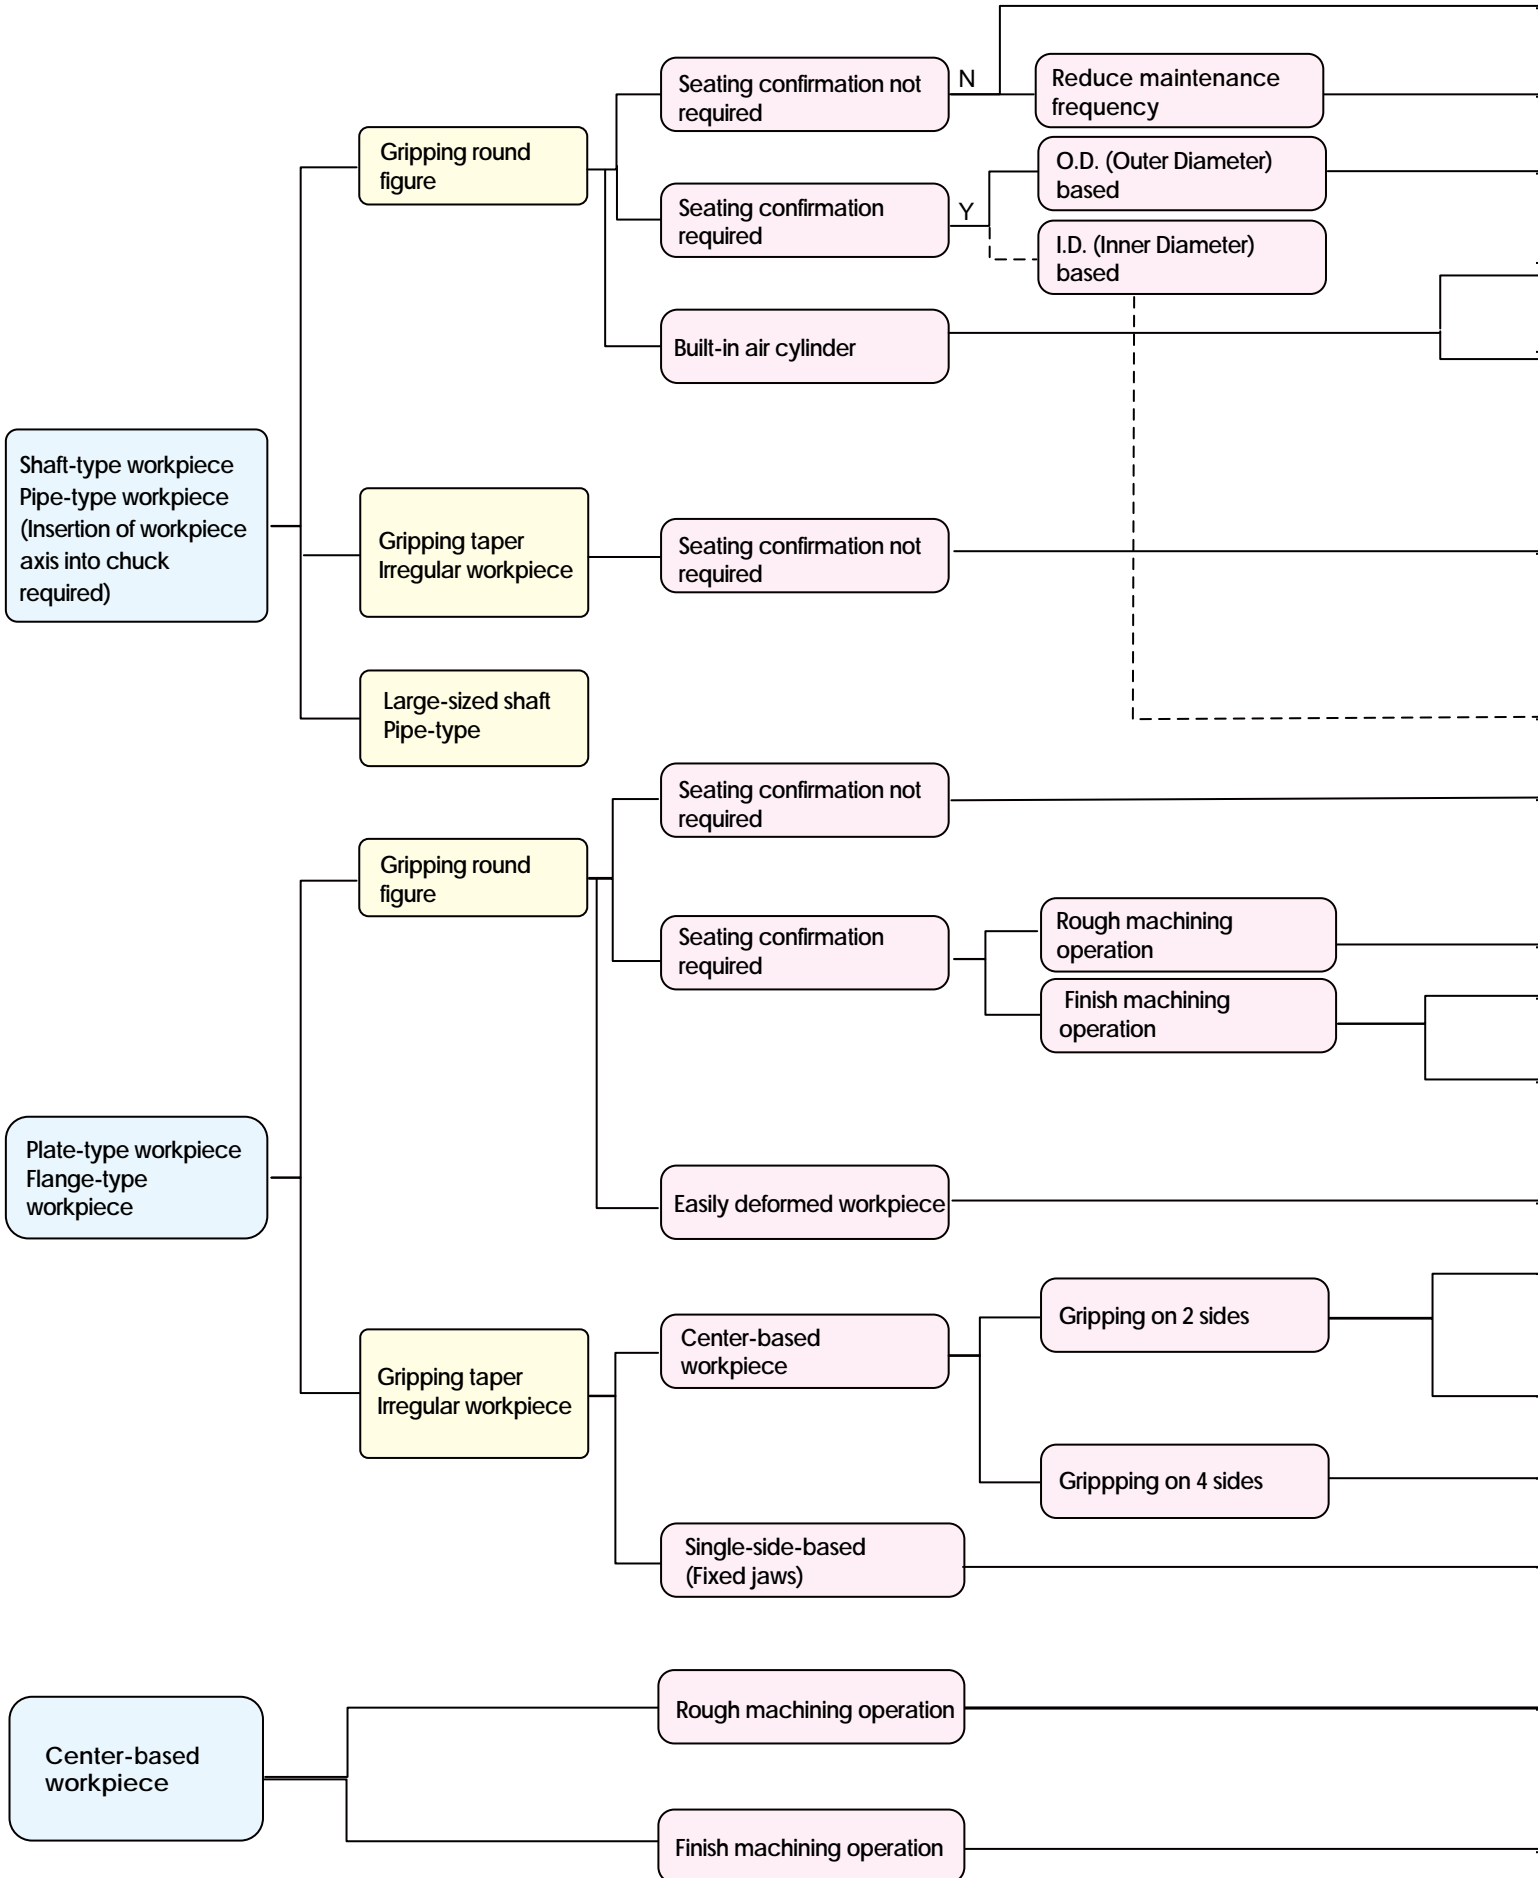 Seating confirmation not
required
N
Reduce maintenance
frequency
Gripping round
figure
O.D. (Outer Diameter)
based
Seating confirmation
required
Y
I.D. (Inner Diameter)
based
Built-in air cylinder
Shaft-type workpiece
Pipe-type workpiece
(Insertion of workpiece
axis into chuck
required)
Gripping taper
Irregular workpiece
Seating confirmation not
required
Large-sized shaft
Pipe-type
Seating confirmation not
required
Gripping round
figure
Seating confirmation
required
Rough machining
operation
Finish machining
operation
Plate-type workpiece
Flange-type
workpiece
Easily deformed workpiece
Center-based
workpiece
Gripping on 2 sides
Gripping taper
Irregular workpiece
Grippping on 4 sides
Single-side-based
(Fixed jaws)
Rough machining operation
Center-based
workpiece
Finish machining operation